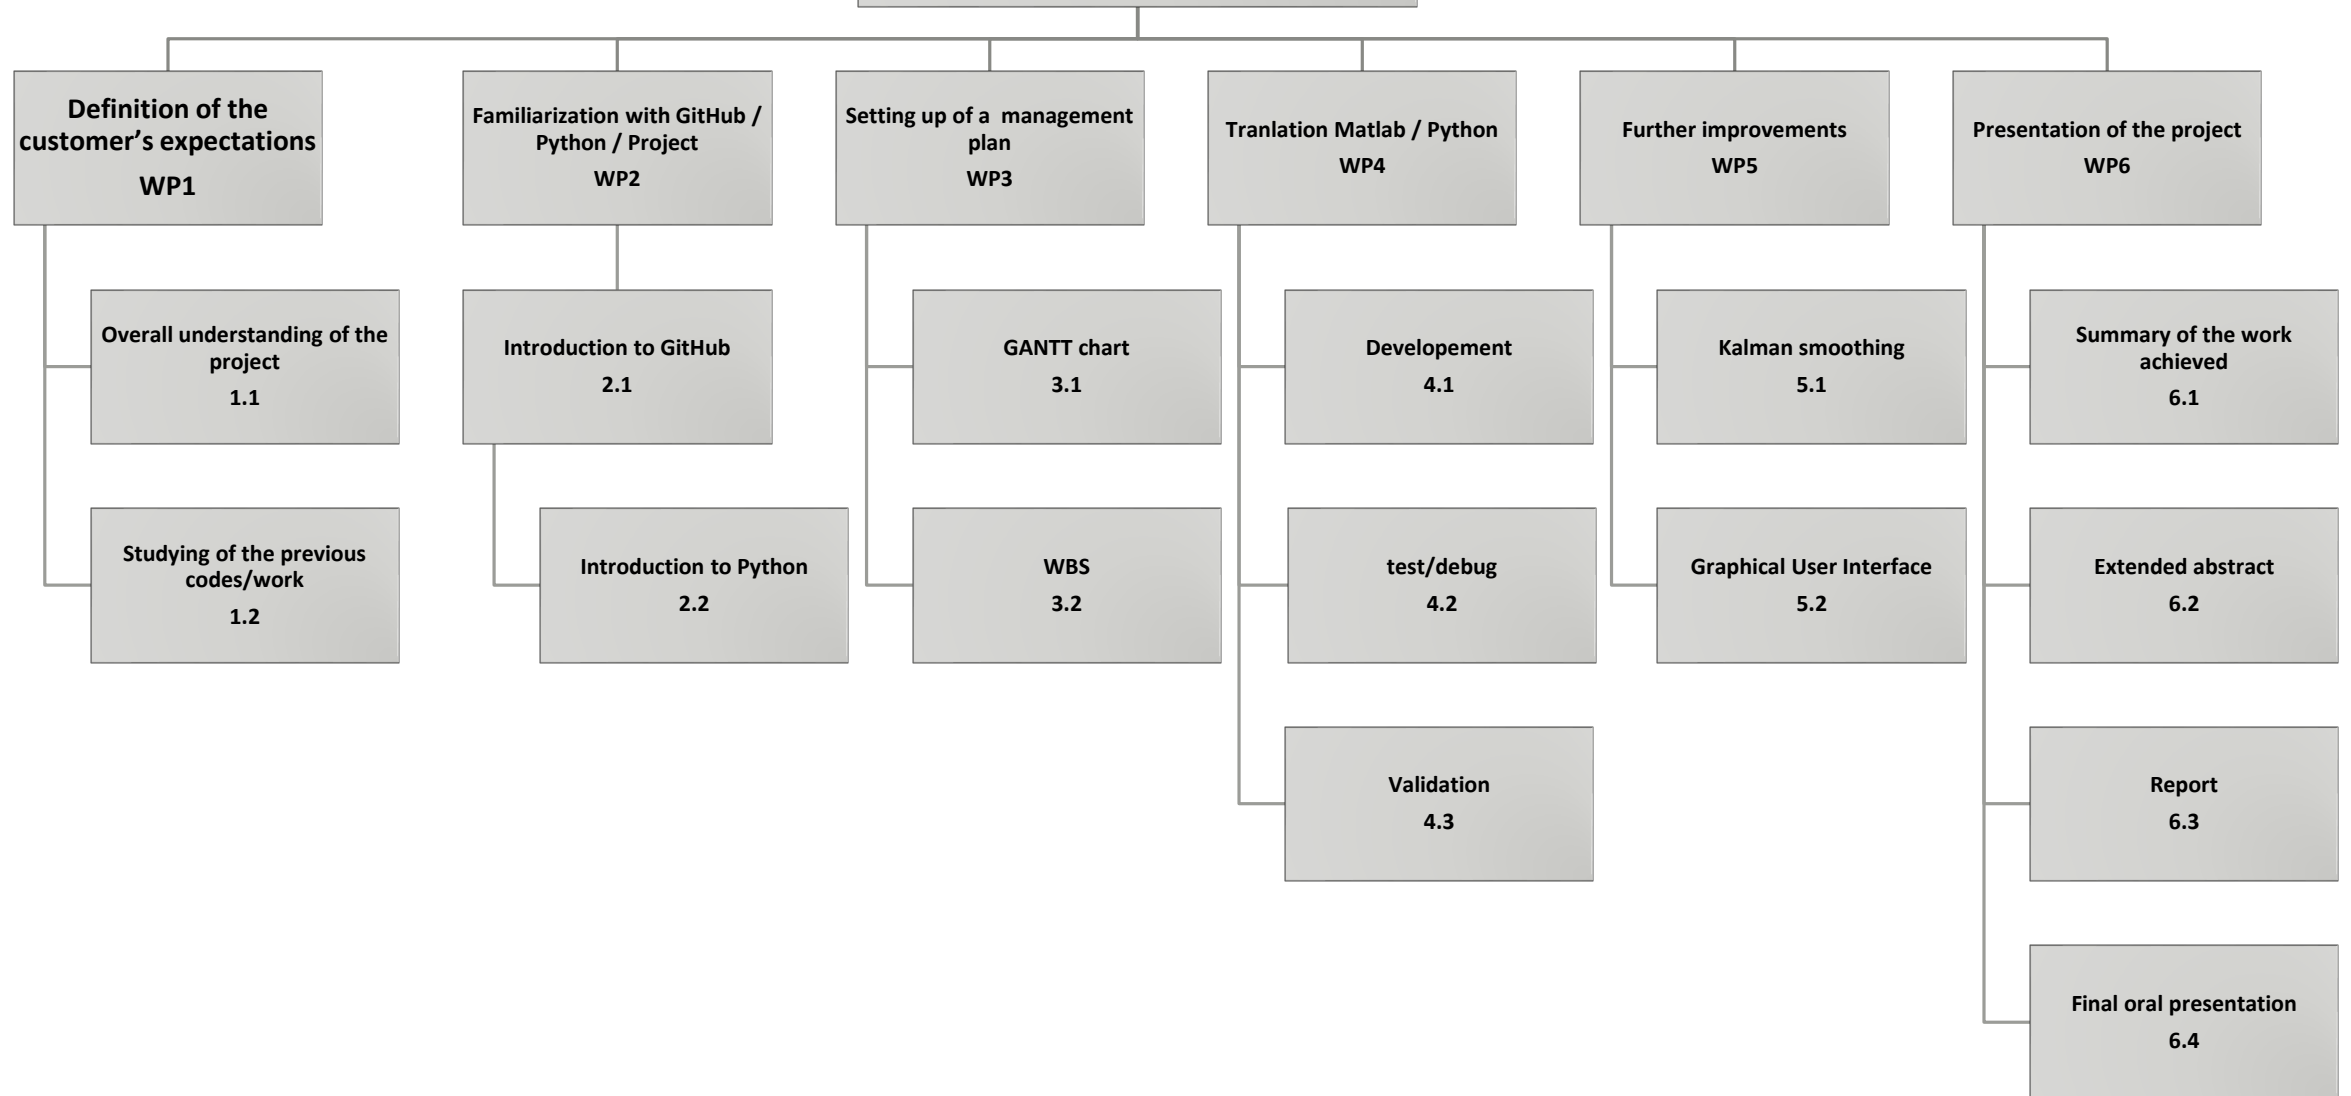 Definition of the
customer’s expectations
WP1
Familiarization with GitHub /
Python / Project
WP2
Setting up of a  management
plan
WP3
Tranlation Matlab / Python
WP4
Further improvements
WP5
Presentation of the project
WP6
Overall understanding of the
project
1.1
Introduction to GitHub
2.1
GANTT chart
3.1
Developement
4.1
Kalman smoothing
5.1
Summary of the work
achieved
6.1
Studying of the previous
codes/work
1.2
Introduction to Python
2.2
WBS
3.2
test/debug
4.2
Graphical User Interface
5.2
Extended abstract
6.2
Validation
4.3
Report
6.3
Final oral presentation
6.4